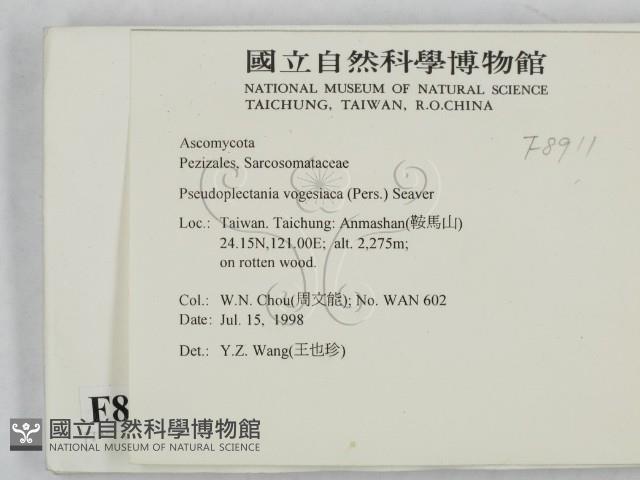 國立自然科學博物館
NATIONAL MUSEUM OF NATURAL SCIENCE
TAICHUNG, TAIWAN, R.O.CHINA
F8911
Ascomycota
Pezizales, Sarcosomataceae
Pseudoplectania vogesiaca (Pers.) Seaver
Loc.: Taiwan. Taichung: Anmashan(鞍馬山)
24.15N,121.00E; alt. 2,275m;
on rotten wood.
Col.: W.N. Chou(周文能); No. WAN 602
Date: Jul. 15, 1998
Det.: Y.Z. Wang(王也珍)
F8
國立自然科學博物館
NATIONAL MUSEUM OF NATURAL SCIENCE